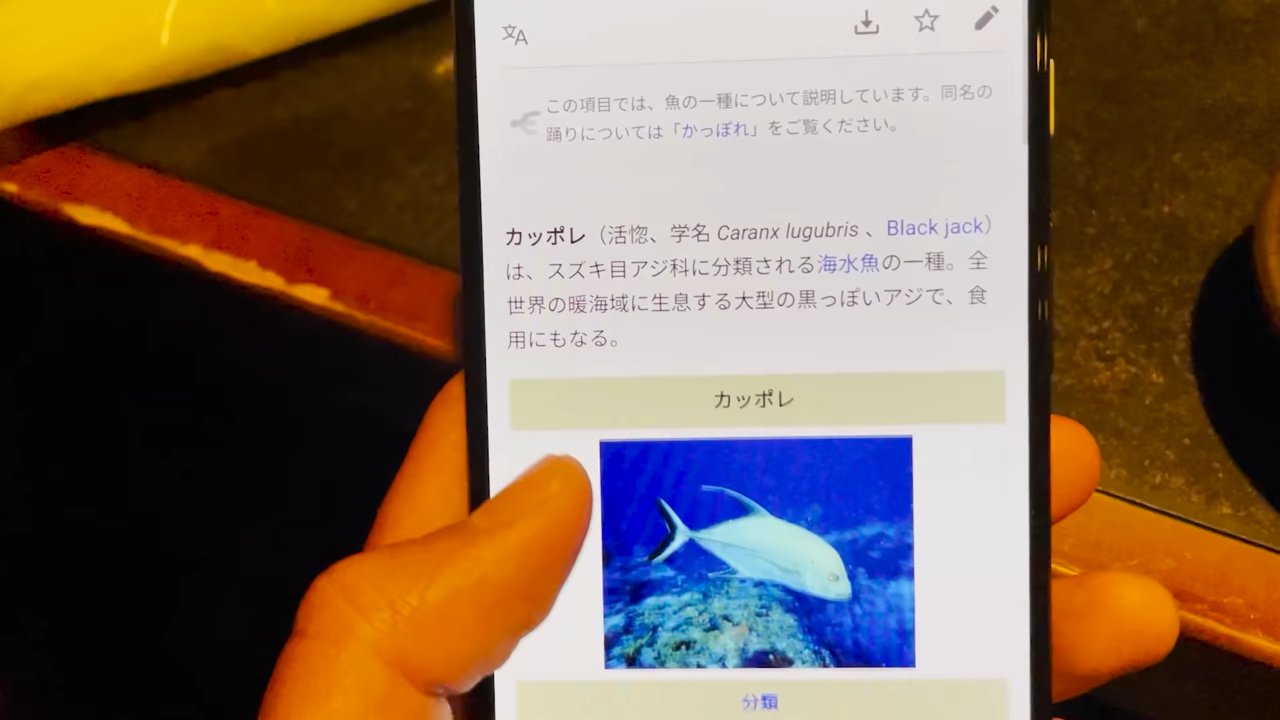 文A
この項目では、魚の一種について説明しています。同名の
踊りについては「かっぽれ」をご覧ください。
カッポレ（活惚、学名 Caranx lugubris 、Black jack）
は、スズキ目アジ科に分類される海水魚の一種。全
世界の暖海域に生息する大型の黒っぽいアジで、食
用にもなる。
カッポレ
分類